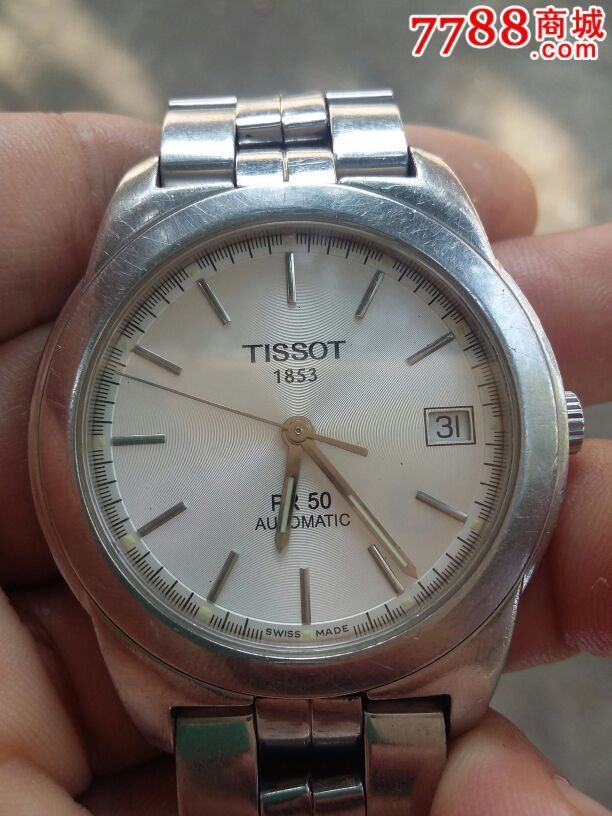 7788商城
.com
TISSOT
1853
31
PR 50
AUTOMATIC
SWISS MADE